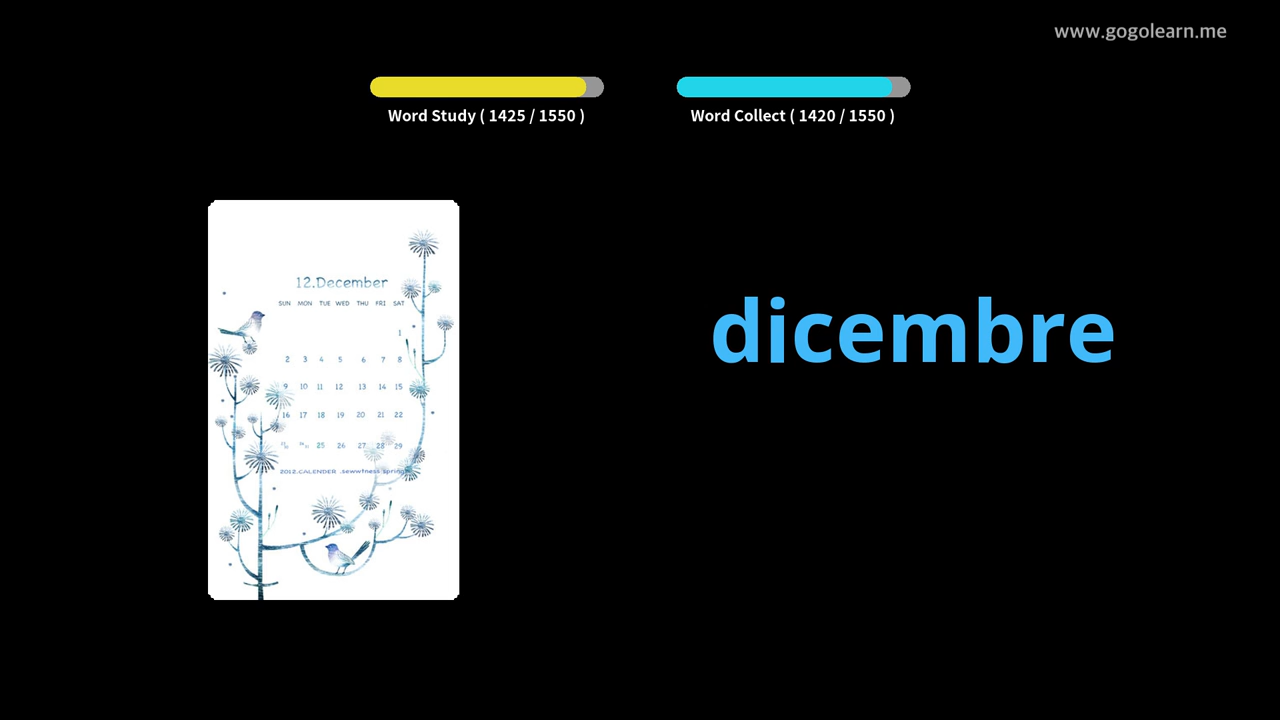 www.gogolearn.me
Word Study ( 1425 / 1550 )
Word Collect ( 1420 / 1550 )
12.December
SUN MON TUE WED THU FRI SAT
1
2 3 4 5 6 7 8
9 10 11 12 13 14 15
16 17 18 19 20 21 22
25 26 27 28 29
2012.CALENDER .sewwtness spring
dicembre